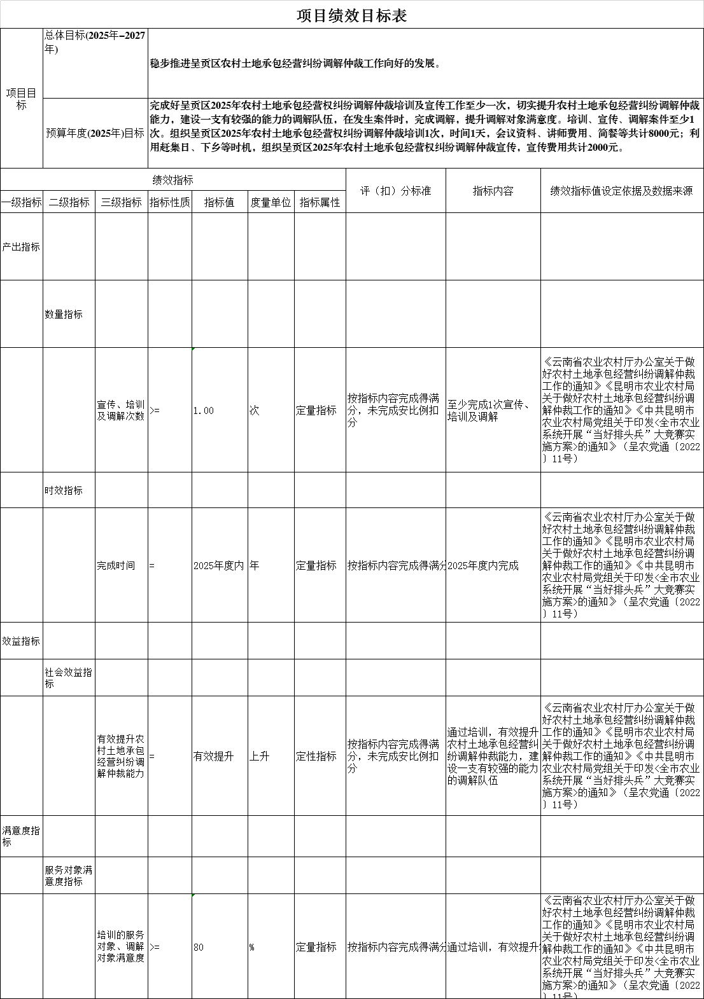 项目绩效目标表
项目目
标
总体目标(2025年-2027
年)
稳步推进呈贡区农村土地承包经营纠纷调解仲裁工作向好的发展。
预算年度(2025年)目标
完成好呈贡区2025年农村土地承包经营权纠纷调解仲裁培训及宣传工作至少一次，切实提升农村土地承包经营纠纷调解仲裁
能力，建设一支有较强的能力的调解队伍，在发生案件时，完成调解，提升调解对象满意度。培训、宣传、调解案件至少1
次。组织呈贡区2025年农村土地承包经营权纠纷调解仲裁培训1次，时间1天，会议资料、讲师费用、简餐等共计8000元；利
用赶集日、下乡等时机，组织呈贡区2025年农村土地承包经营权纠纷调解仲裁宣传，宣传费用共计2000元。
绩效指标
评（扣）分标准
指标内容
绩效指标值设定依据及数据来源
一级指标
二级指标
三级指标
指标性质
指标值
度量单位
指标属性
产出指标
数量指标
宣传、培训
及调解次数
>=
1.00
次
定量指标
按指标内容完成得满
分，未完成安比例扣
分
至少完成1次宣传、
培训及调解
《云南省农业农村厅办公室关于做
好农村土地承包经营纠纷调解仲裁
工作的通知》《昆明市农业农村局
关于做好农村土地承包经营纠纷调
解仲裁工作的通知》《中共昆明市
农业农村局党组关于印发<全市农业
系统开展“当好排头兵”大竞赛实
施方案>的通知》（呈农党通〔2022
〕11号）
时效指标
完成时间
=
2025年度内
年
定量指标
按指标内容完成得满分
2025年度内完成
《云南省农业农村厅办公室关于做
好农村土地承包经营纠纷调解仲裁
工作的通知》《昆明市农业农村局
关于做好农村土地承包经营纠纷调
解仲裁工作的通知》《中共昆明市
农业农村局党组关于印发<全市农业
系统开展“当好排头兵”大竞赛实
施方案>的通知》（呈农党通〔2022
〕11号）
效益指标
社会效益指
标
有效提升农
村土地承包
经营纠纷调
解仲裁能力
=
有效提升
上升
定性指标
按指标内容完成得满
分，未完成安比例扣
分
通过培训，有效提升
农村土地承包经营纠
纷调解仲裁能力，建
设一支有较强的能力
的调解队伍
《云南省农业农村厅办公室关于做
好农村土地承包经营纠纷调解仲裁
工作的通知》《昆明市农业农村局
关于做好农村土地承包经营纠纷调
解仲裁工作的通知》《中共昆明市
农业农村局党组关于印发<全市农业
系统开展“当好排头兵”大竞赛实
施方案>的通知》（呈农党通〔2022
〕11号）
满意度指
标
服务对象满
意度指标
培训的服务
对象、调解
对象满意度
>=
80
%
定量指标
按指标内容完成得满分
通过培训，有效提升
《云南省农业农村厅办公室关于做
好农村土地承包经营纠纷调解仲裁
工作的通知》《昆明市农业农村局
关于做好农村土地承包经营纠纷调
解仲裁工作的通知》《中共昆明市
农业农村局党组关于印发<全市农业
系统开展“当好排头兵”大竞赛实
施方案>的通知》（呈农党通〔2022
〕11号）